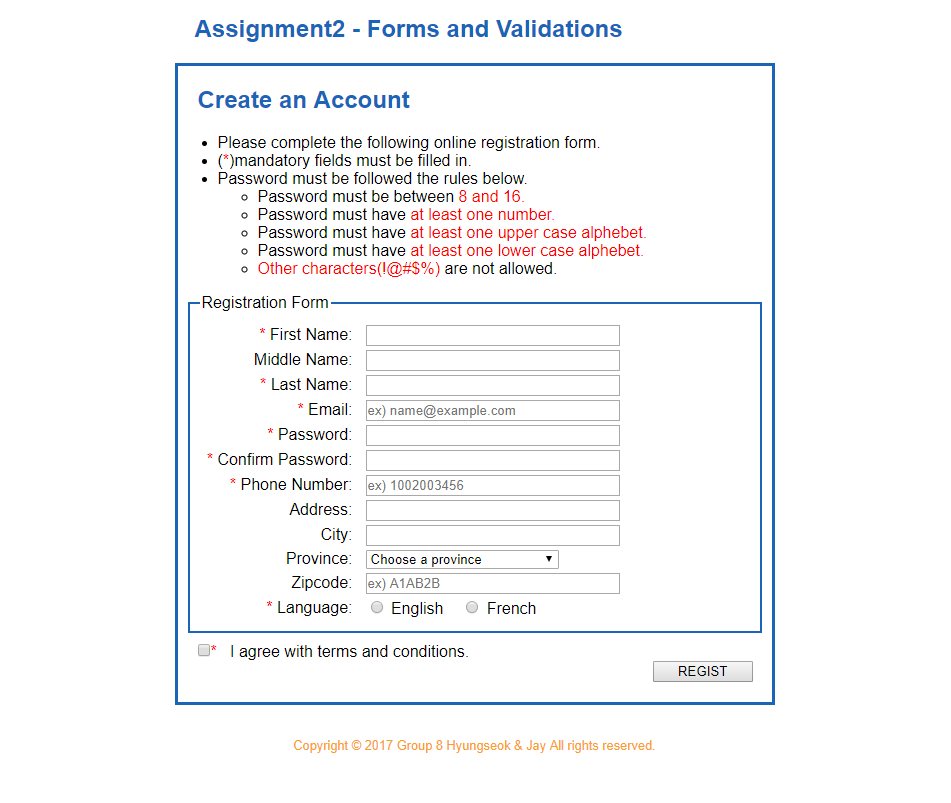 Assignment2 - Forms and Validations
Create an Account
Please complete the following online registration form.
(*)mandatory fields must be filled in.
Password must be followed the rules below.
Password must be between 8 and 16.
Password must have at least one number.
Password must have at least one upper case alphebet.
Password must have at least one lower case alphebet.
Other characters(!@#$%) are not allowed.
Registration Form
* First Name:
Middle Name:
* Last Name:
* Email: ex) name@example.com
* Password:
* Confirm Password:
* Phone Number: ex) 1002003456
Address:
City:
Province: Choose a province
Zipcode: ex) A1AB2B
* Language: English French
* I agree with terms and conditions.
REGIST
Copyright © 2017 Group 8 Hyungseok & Jay All rights reserved.